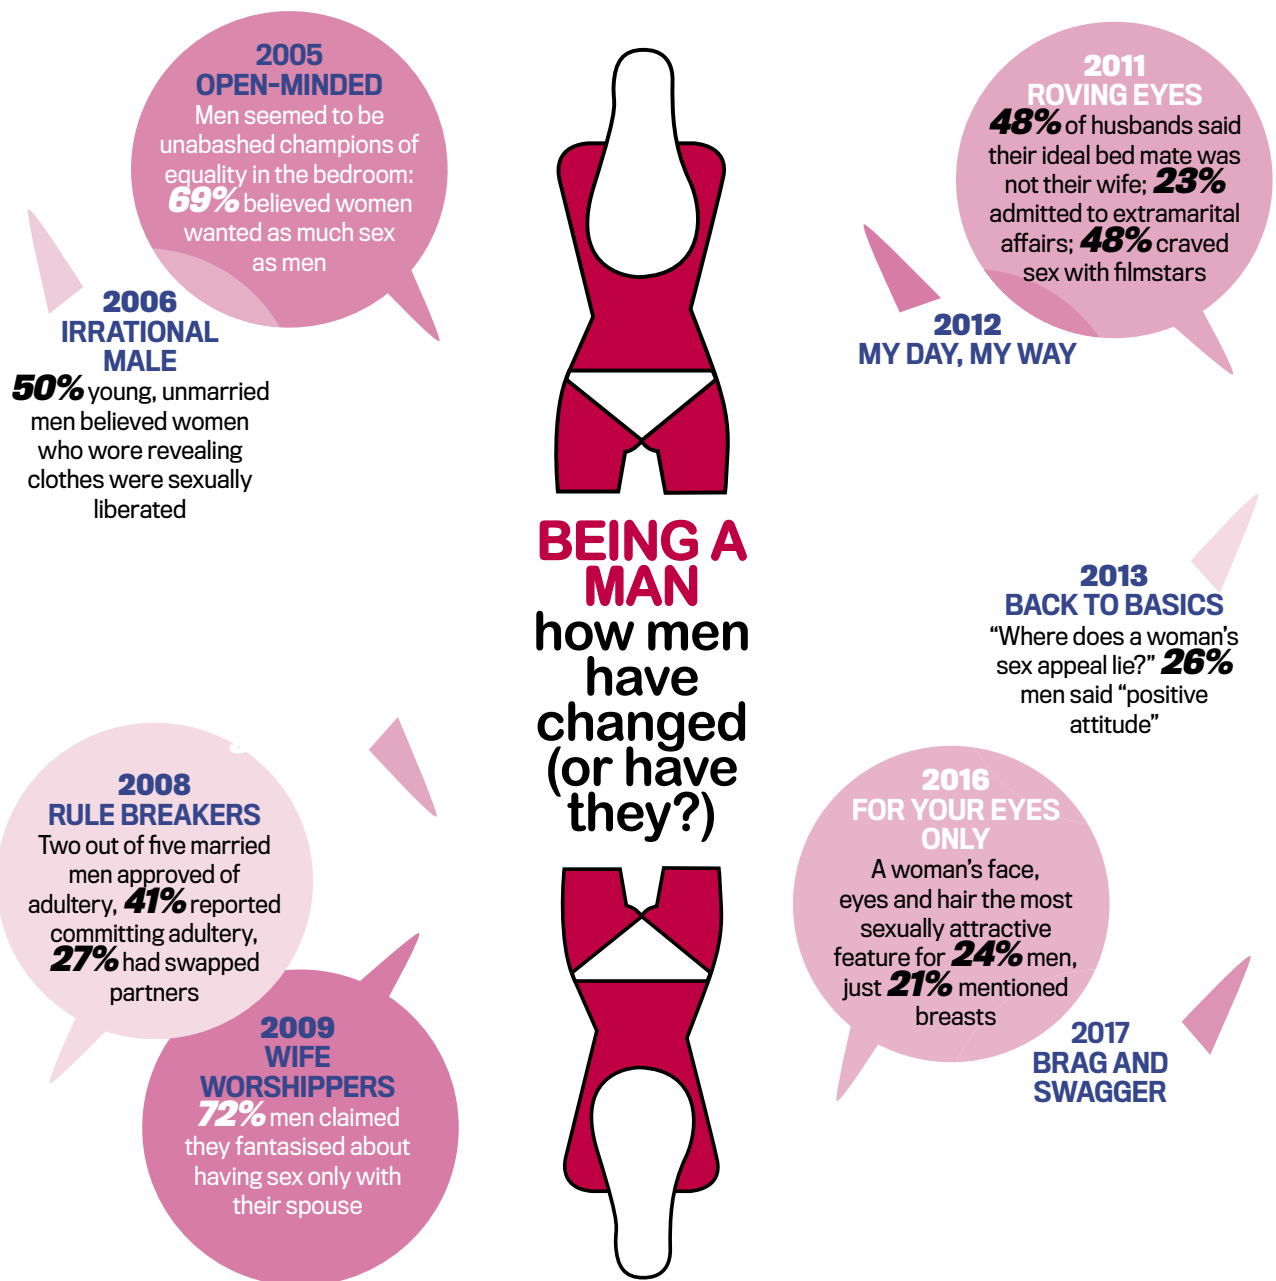 2005
OPEN-MINDED
Men seemed to be
unabashed champions of
equality in the bedroom:
69% believed women
wanted as much sex
as men
2006
IRRATIONAL
MALE
50% young, unmarried
men believed women
who wore revealing
clothes were sexually
liberated
2008
RULE BREAKERS
Two out of five married
men approved of
adultery, 41% reported
committing adultery,
27% had swapped
partners
2009
WIFE
WORSHIPPERS
72% men claimed
they fantasised about
having sex only with
their spouse
BEING A
MAN
how men
have
changed
(or have
they?)
2011
ROVING EYES
48% of husbands said
their ideal bed mate was
not their wife; 23%
admitted to extramarital
affairs; 48% craved
sex with filmstars
2012
MY DAY, MY WAY
2013
BACK TO BASICS
“Where does a woman’s
sex appeal lie?” 26%
men said “positive
attitude”
2016
FOR YOUR EYES
ONLY
A woman’s face,
eyes and hair the most
sexually attractive
feature for 24% men,
just 21% mentioned
breasts
2017
BRAG AND
SWAGGER